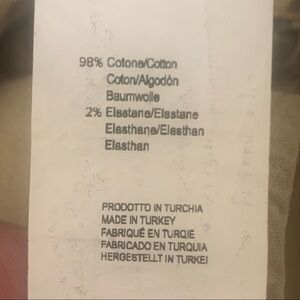 98% Cotone/Cotton
Coton/Algodòn
Baumwolle
2% Elastane/Elastane
Elasthane/Elasthan
Elasthan
PRODOTTO IN TURCHIA
MADE IN TURKEY
FABRIQUÉ EN TURQIE
FABRICADO EN TURQUIA
HERGESTELLT IN TURKEI